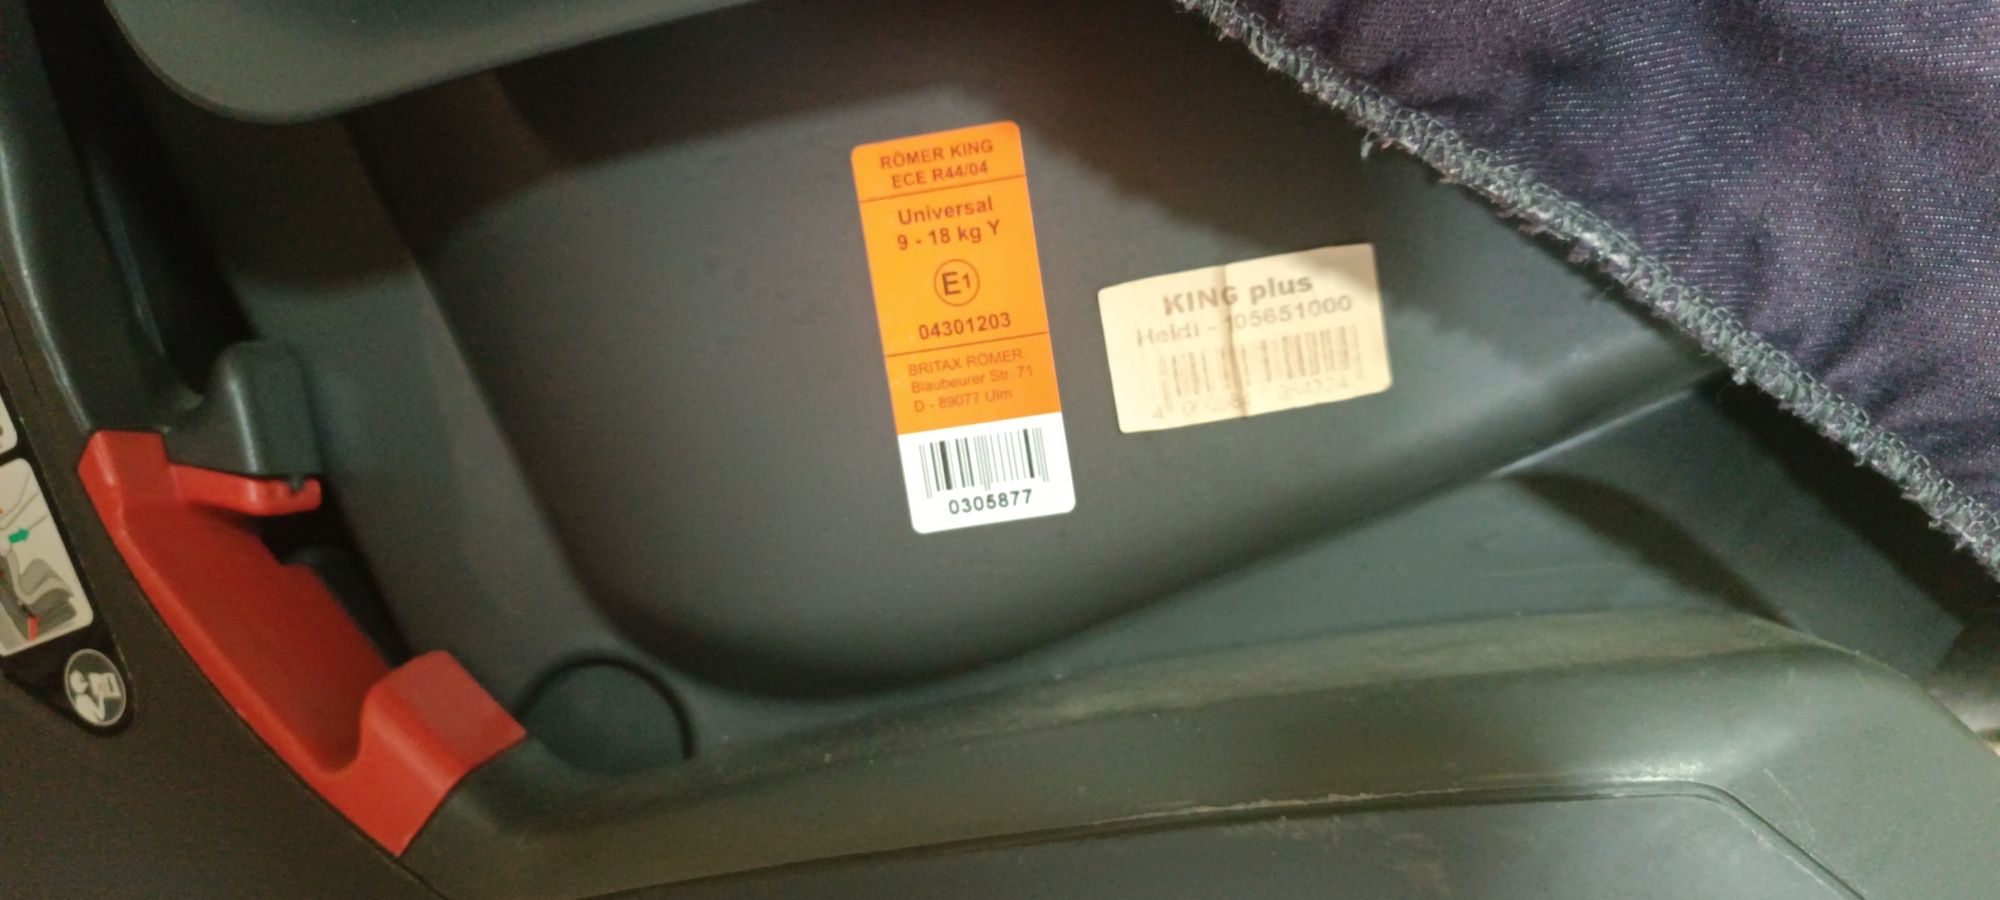 RÖMER KING
ECE R44/04
Universal
9 - 18 kg Y
E1
04301203
BRITAX RÖMER
Blaubeurer Str. 71
D - 89077 Ulm
0305877
KING plus
Heidi - 105651000